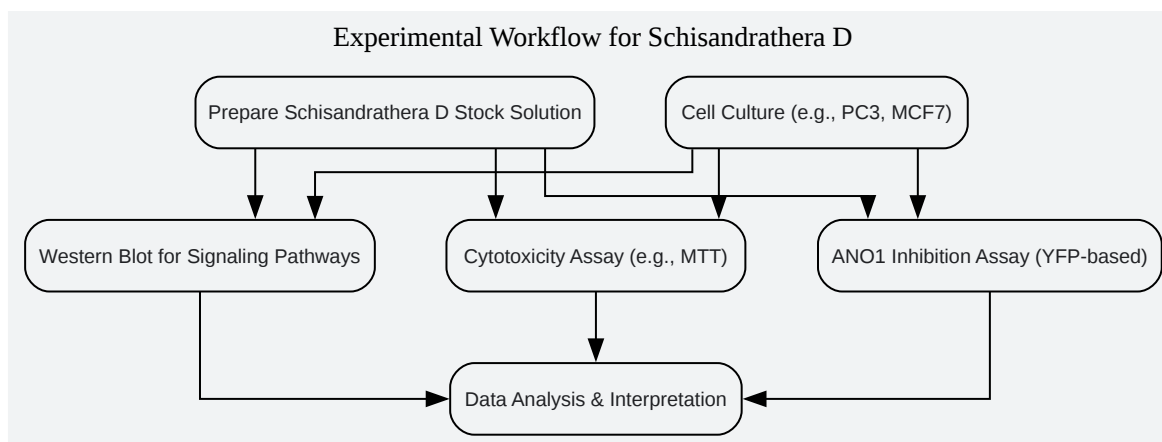 Experimental Workflow for Schisandrathera D
Prepare Schisandrathera D Stock Solution
Cell Culture (e.g., PC3, MCF7)
Western Blot for Signaling Pathways
Cytotoxicity Assay (e.g., MTT)
ANO1 Inhibition Assay (YFP-based)
Data Analysis & Interpretation